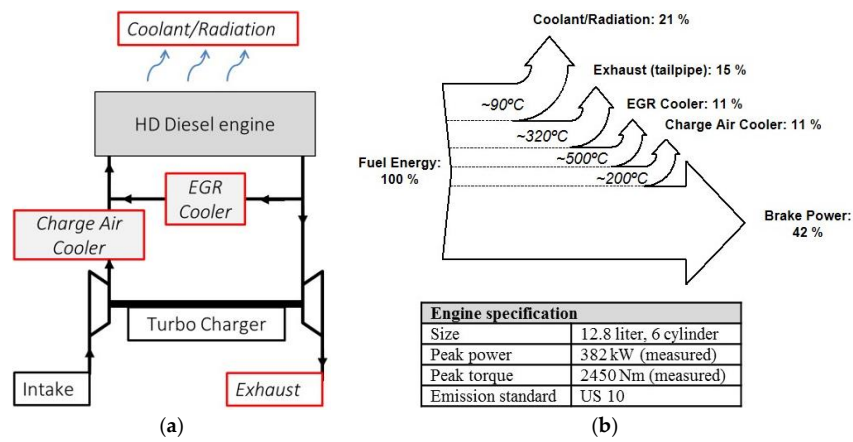 Coolant/Radiation
HD Diesel engine
EGR
Cooler
Charge Air
Cooler
Turbo Charger
Intake
Exhaust
(a)
Coolant/Radiation: 21 %
Exhaust (tailpipe): 15 %
EGR Cooler: 11 %
Charge Air Cooler: 11 %
~90ºC
~320ºC
~500ºC
~200ºC
Fuel Energy:
100 %
Brake Power:
42 %
Engine specification
Size 12.8 liter, 6 cylinder
Peak power 382 kW (measured)
Peak torque 2450 Nm (measured)
Emission standard US 10
(b)